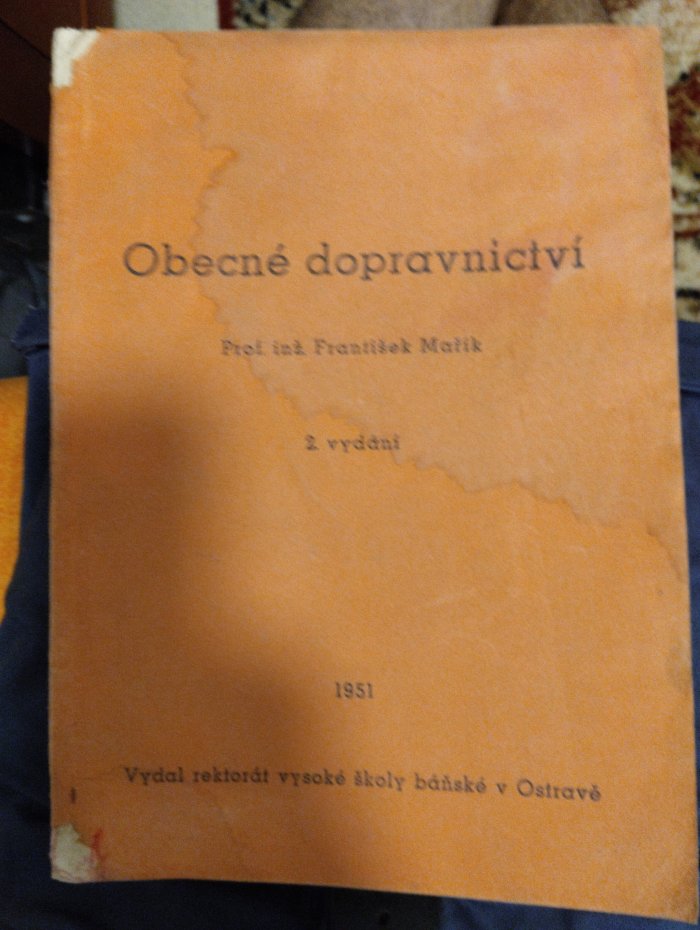 Obecné dopravnictví
Prof. inž. František Mařík
2. vydání
1951
Vydal rektorát vysoké školy báňské v Ostravě